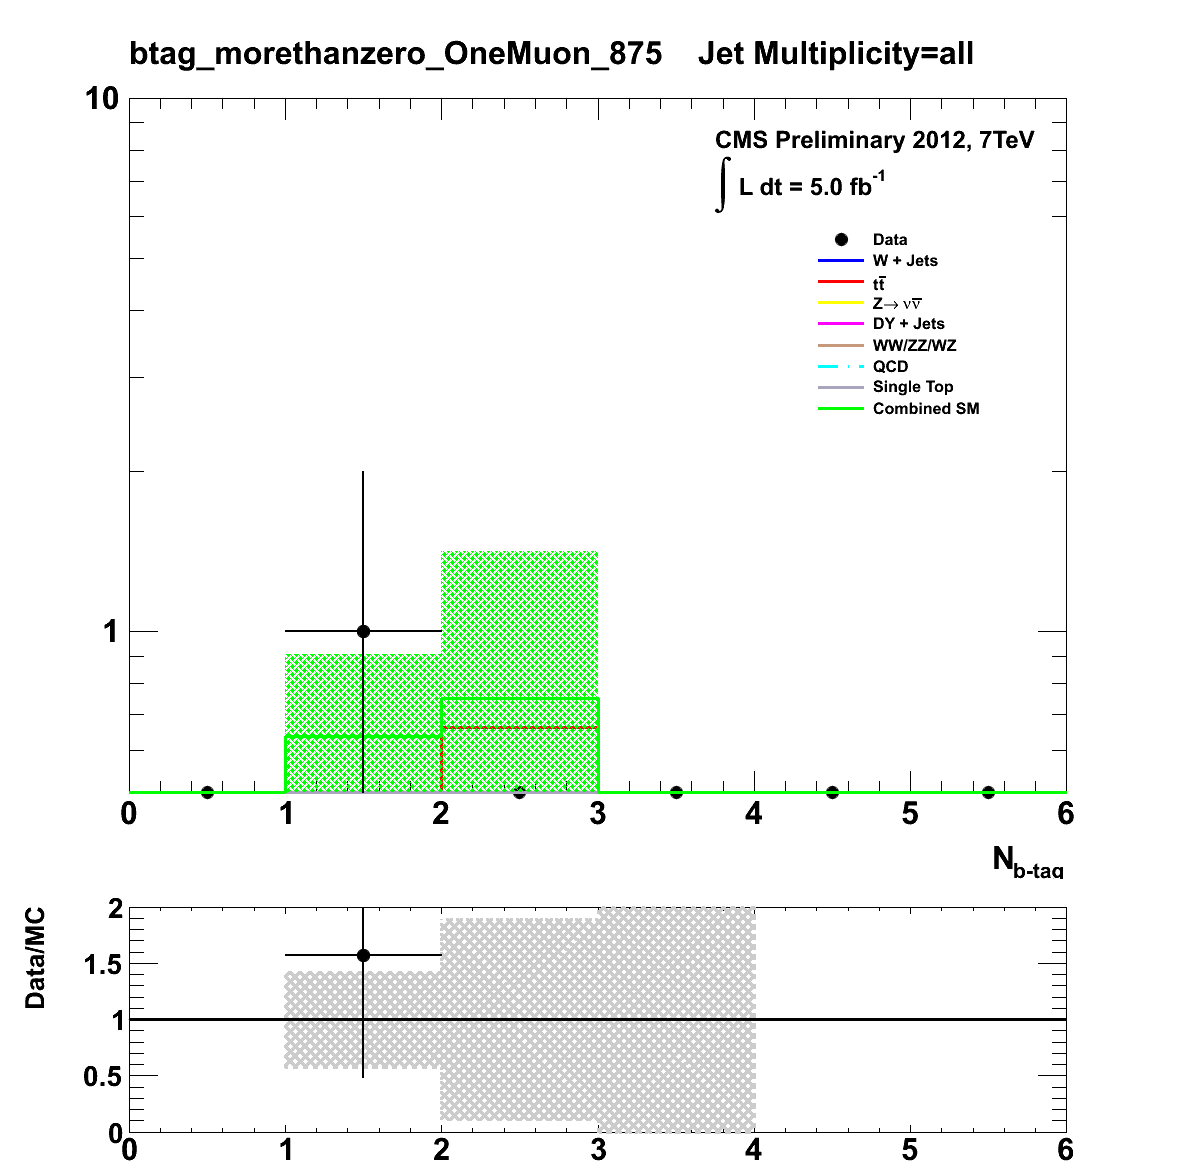 btag_morethanzero_OneMuon_875 Jet Multiplicity=all
10
CMS Preliminary 2012, 7TeV
∫ L dt = 5.0 fb⁻¹
Data
W + Jets
tt̅
Z→ νν̅
DY + Jets
WW/ZZ/WZ
QCD
Single Top
Combined SM
1
0 1 2 3 4 5 6
N_b-tag
Data/MC
2
1.5
1
0.5
0
0 1 2 3 4 5 6